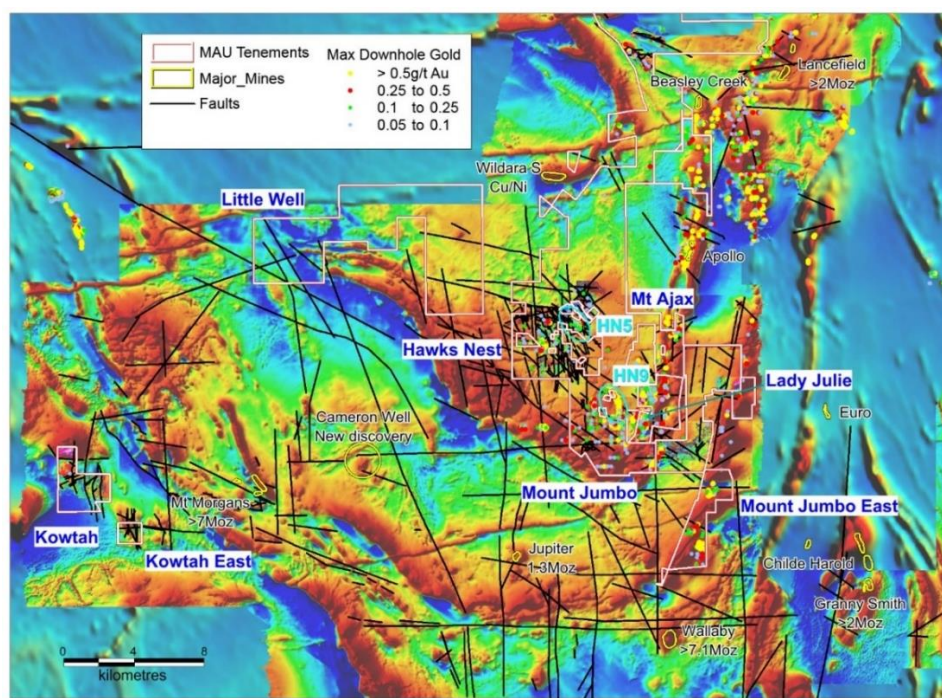 MAU Tenements
Major_Mines
Faults
Max Downhole Gold
> 0.5g/t Au
0.25 to 0.5
0.1 to 0.25
0.05 to 0.1
Lancefield
>2Moz
Beasley Creek
Wildara S
Cu/Ni
Little Well
Apollo
Mt Ajax
HN5
Hawks Nest
HN9
Lady Julie
Euro
Cameron Well
New discovery
Mount Jumbo
Mt Morgans
>7Moz
Mount Jumbo East
Kowtah
Kowtah East
Jupiter
1.3Moz
Childe Harold
Granny Smith
>2Moz
Wallaby
>7-1Moz
0 4 8
kilometres